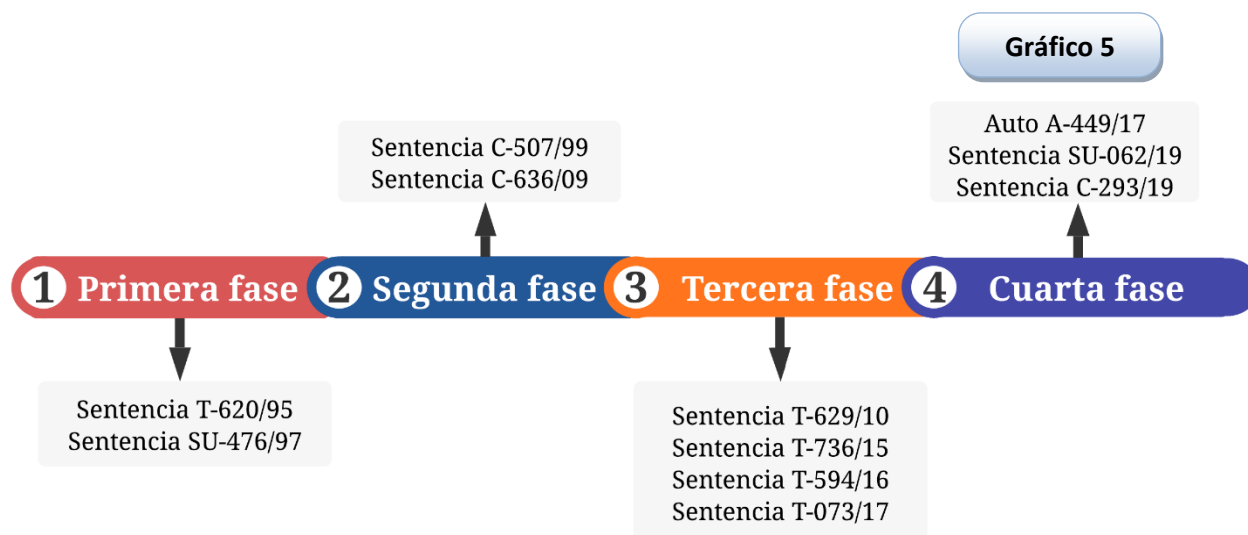 Gráfico 5
Sentencia C-507/99
Sentencia C-636/09
Auto A-449/17
Sentencia SU-062/19
Sentencia C-293/19
1 Primera fase
2 Segunda fase
3 Tercera fase
4 Cuarta fase
Sentencia T-620/95
Sentencia SU-476/97
Sentencia T-629/10
Sentencia T-736/15
Sentencia T-594/16
Sentencia T-073/17